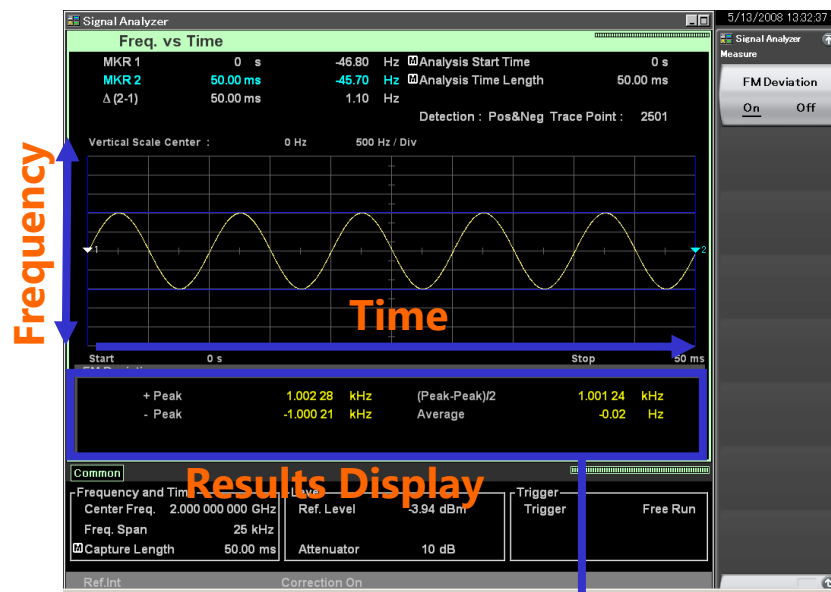 Signal Analyzer
5/13/2008 13:32:37
Freq. vs Time
MKR 1 0 s -46.80 Hz M Analysis Start Time 0 s
MKR 2 50.00 ms -45.70 Hz M Analysis Time Length 50.00 ms
Δ (2-1) 50.00 ms 1.10 Hz
Detection : Pos&Neg Trace Point : 2501
Vertical Scale Center : 0 Hz 500 Hz / Div
1
2
Frequency
Time
Start 0 s Stop 50 ms
+ Peak 1.002 28 kHz (Peak-Peak)/2 1.001 24 kHz
- Peak -1.000 21 kHz Average -0.02 Hz
Results Display
Common
Frequency and Time
Center Freq. 2.000 000 000 GHz
Freq. Span 25 kHz
M Capture Length 50.00 ms
Level
Ref. Level -3.94 dBm
Attenuator 10 dB
Trigger
Trigger Free Run
Ref.Int Correction On
Signal Analyzer
Measure
FM Deviation
On Off